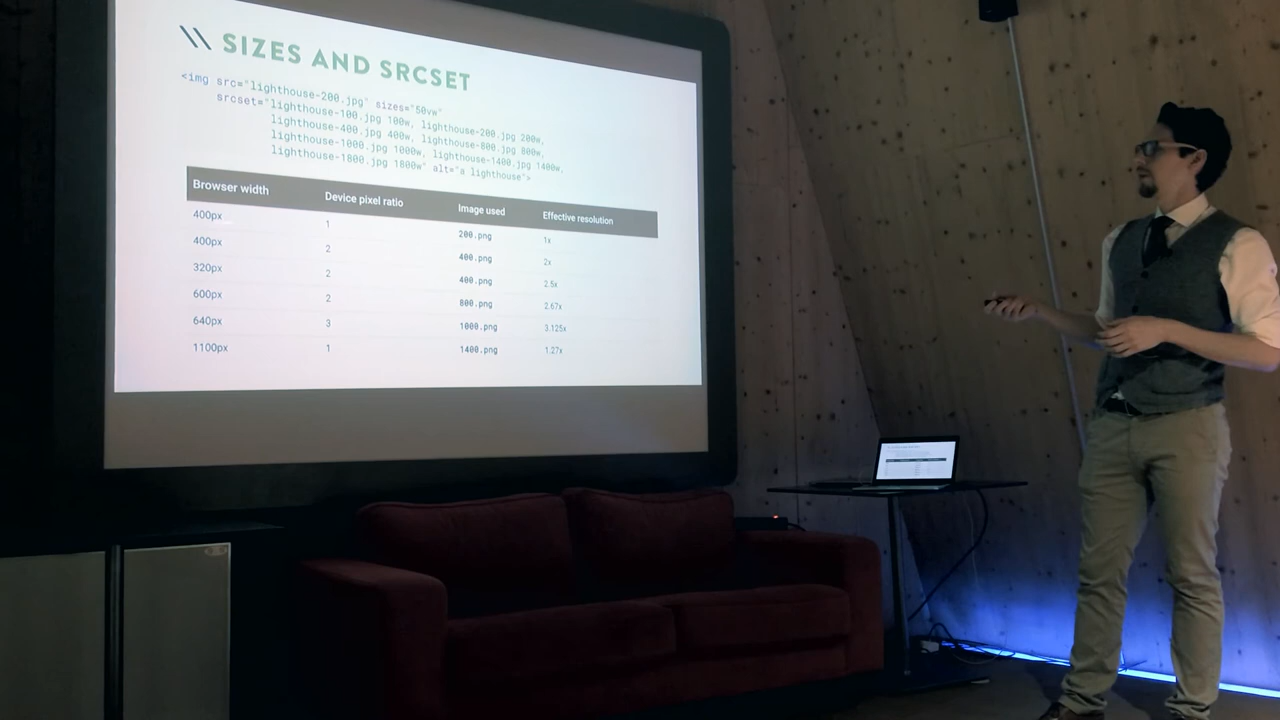 \\ SIZES AND SRCSET
<img src="lighthouse-200.jpg" sizes="50vw"
srcset="lighthouse-100.jpg 100w, lighthouse-200.jpg 200w,
lighthouse-400.jpg 400w, lighthouse-800.jpg 800w,
lighthouse-1000.jpg 1000w, lighthouse-1400.jpg 1400w,
lighthouse-1800.jpg 1800w" alt="a lighthouse">
Browser width Device pixel ratio Image used Effective resolution
400px 1 200.png 1x
400px 2 400.png 2x
320px 2 400.png 2.5x
600px 2 800.png 2.67x
640px 3 1000.png 3.125x
1100px 1 1400.png 1.27x